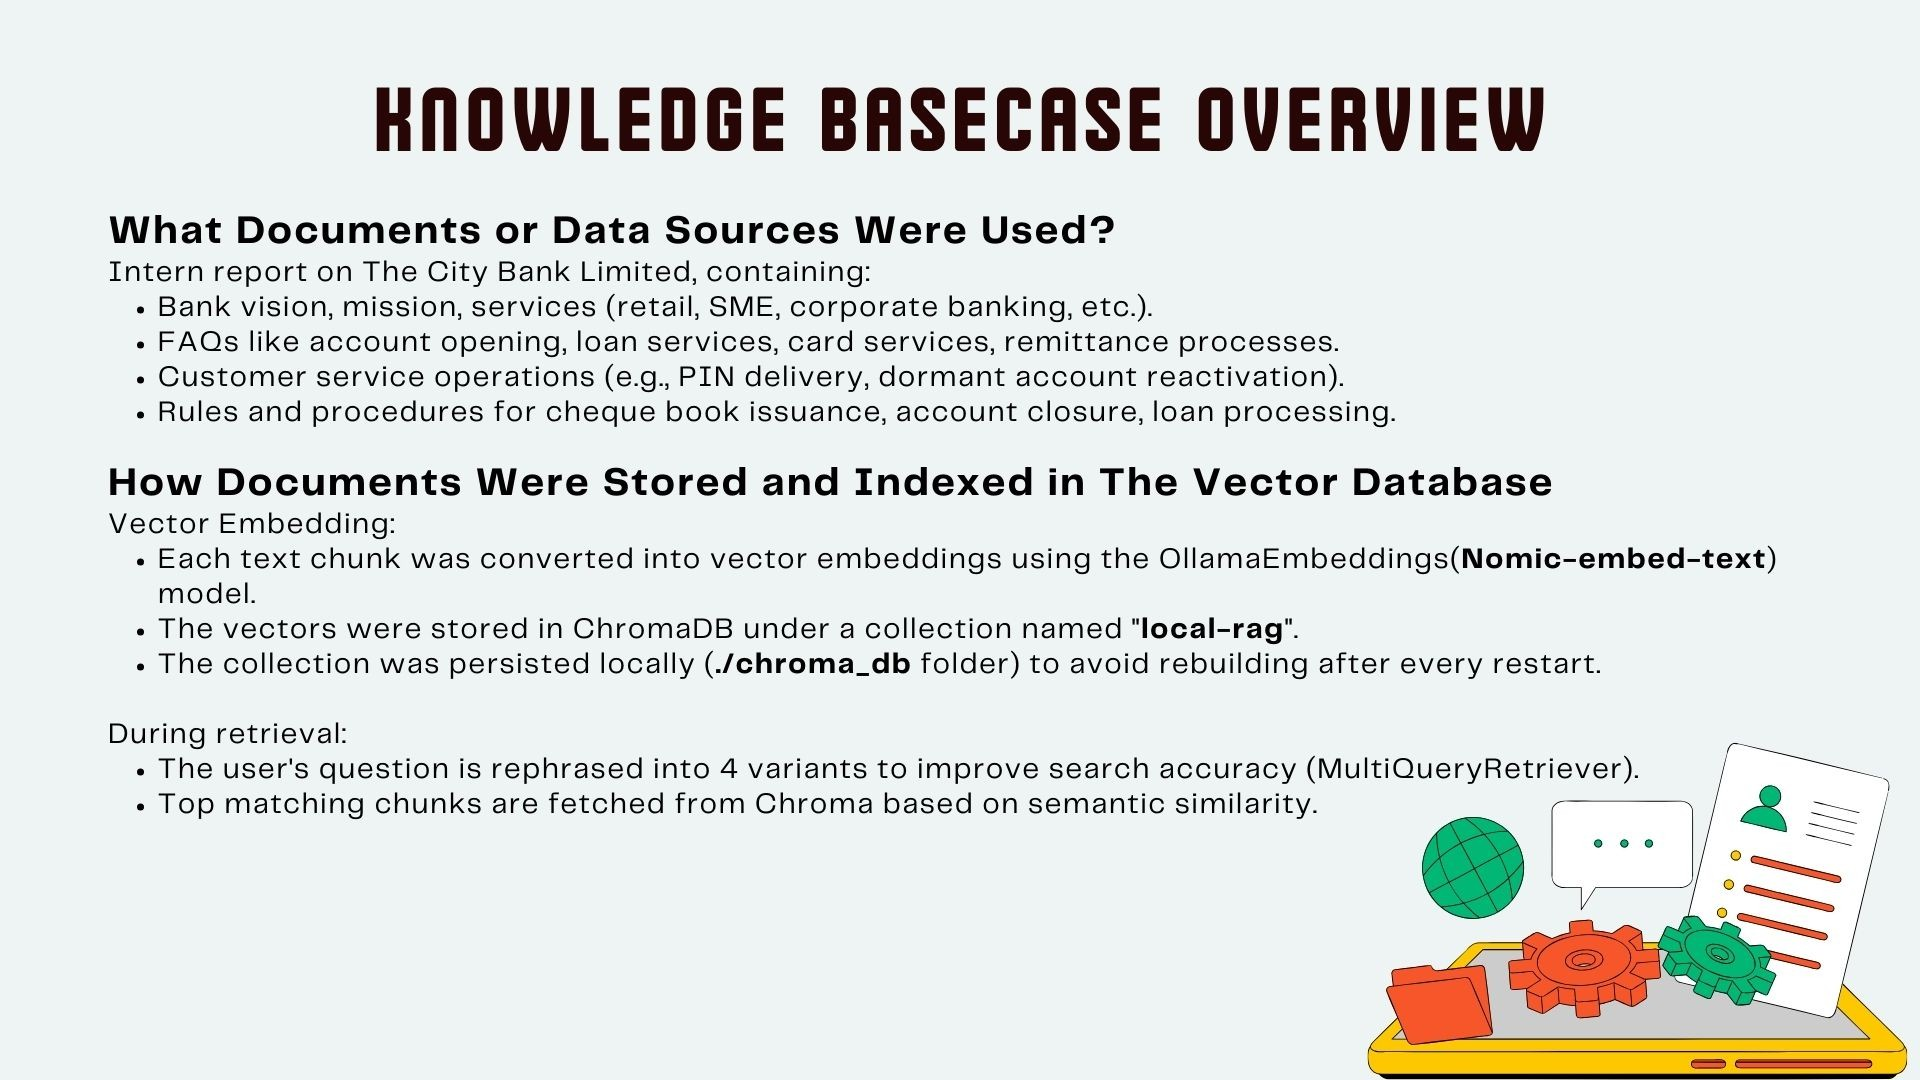 KNOWLEDGE BASECASE OVERVIEW
What Documents or Data Sources Were Used?
Intern report on The City Bank Limited, containing:
• Bank vision, mission, services (retail, SME, corporate banking, etc.).
• FAQs like account opening, loan services, card services, remittance processes.
• Customer service operations (e.g., PIN delivery, dormant account reactivation).
• Rules and procedures for cheque book issuance, account closure, loan processing.
How Documents Were Stored and Indexed in The Vector Database
Vector Embedding:
• Each text chunk was converted into vector embeddings using the OllamaEmbeddings(Nomic-embed-text)
model.
• The vectors were stored in ChromaDB under a collection named "local-rag".
• The collection was persisted locally (./chroma_db folder) to avoid rebuilding after every restart.
During retrieval:
• The user's question is rephrased into 4 variants to improve search accuracy (MultiQueryRetriever).
• Top matching chunks are fetched from Chroma based on semantic similarity.